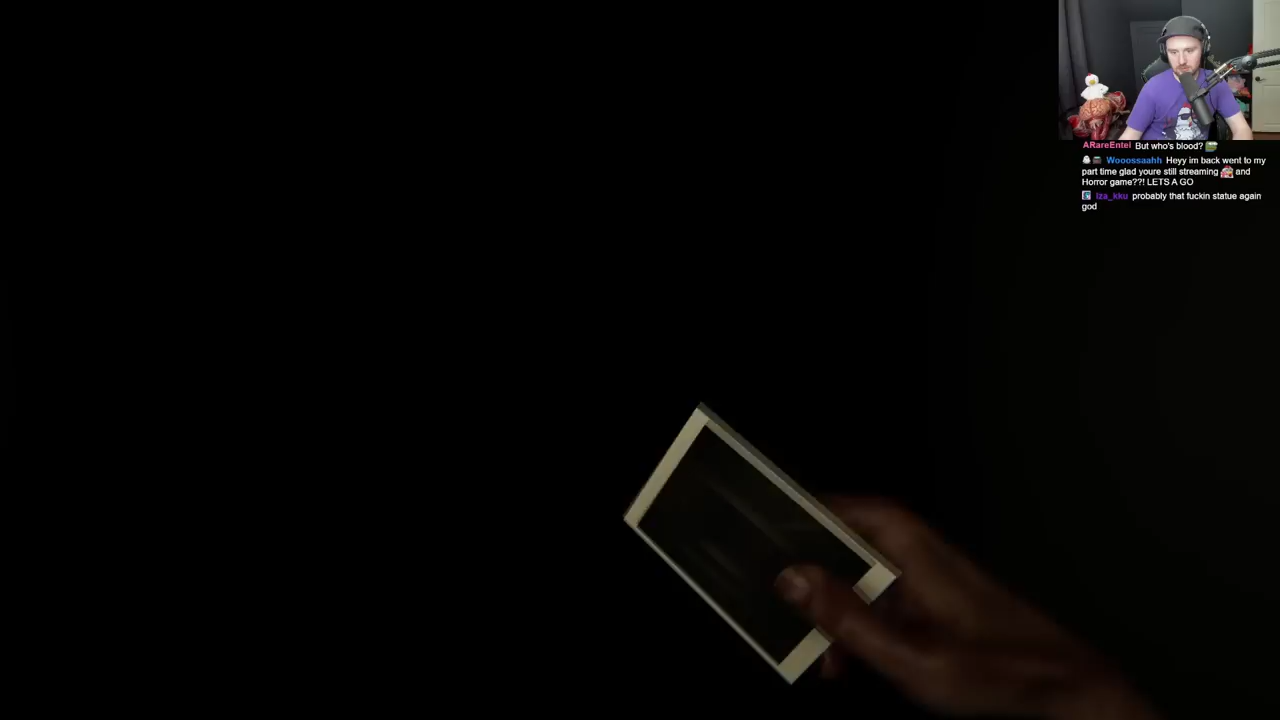 ARareEntei But who's blood?
Wooossaahh Heyy im back went to my
part time glad youre still streaming and
Horror game??! LETS A GO
Iza_kku probably that fuckin statue again
god